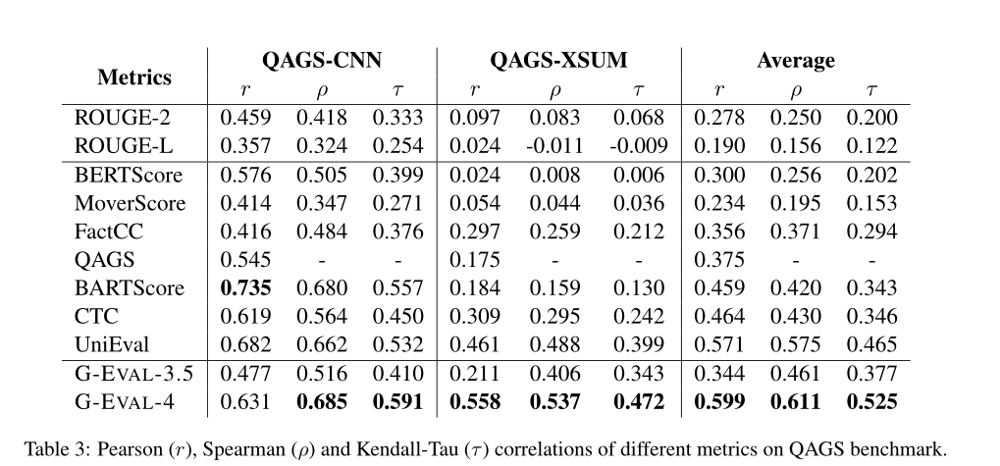 Metrics QAGS-CNN QAGS-XSUM Average
r ρ τ r ρ τ r ρ τ
ROUGE-2 0.459 0.418 0.333 0.097 0.083 0.068 0.278 0.250 0.200
ROUGE-L 0.357 0.324 0.254 0.024 -0.011 -0.009 0.190 0.156 0.122
BERTScore 0.576 0.505 0.399 0.024 0.008 0.006 0.300 0.256 0.202
MoverScore 0.414 0.347 0.271 0.054 0.044 0.036 0.234 0.195 0.153
FactCC 0.416 0.484 0.376 0.297 0.259 0.212 0.356 0.371 0.294
QAGS 0.545 - - 0.175 - - 0.375 - -
BARTScore 0.735 0.680 0.557 0.184 0.159 0.130 0.459 0.420 0.343
CTC 0.619 0.564 0.450 0.309 0.295 0.242 0.464 0.430 0.346
UniEval 0.682 0.662 0.532 0.461 0.488 0.399 0.571 0.575 0.465
G-EVAL-3.5 0.477 0.516 0.410 0.211 0.406 0.343 0.344 0.461 0.377
G-EVAL-4 0.631 0.685 0.591 0.558 0.537 0.472 0.599 0.611 0.525
Table 3: Pearson (r), Spearman (ρ) and Kendall-Tau (τ) correlations of different metrics on QAGS benchmark.